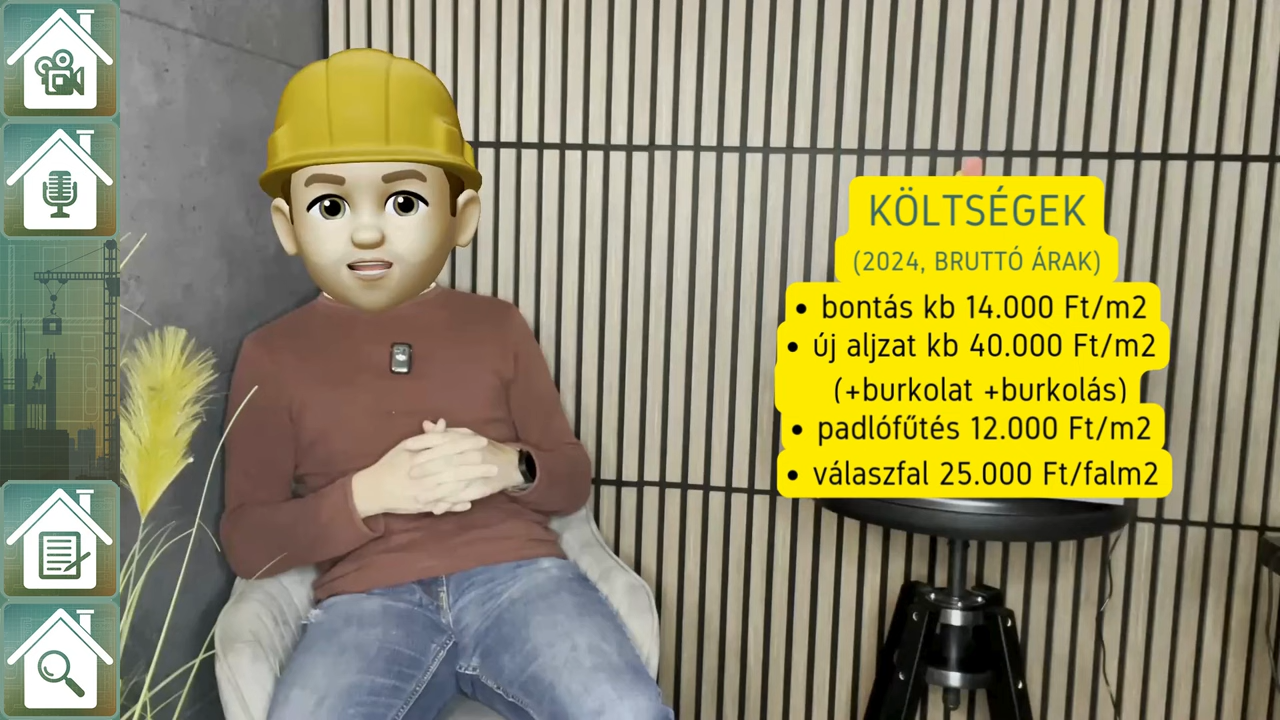 KÖLTSÉGEK
(2024, BRUTTÓ ÁRAK)
• bontás kb 14.000 Ft/m2
• új aljzat kb 40.000 Ft/m2
(+burkolat +burkolás)
• padlófűtés 12.000 Ft/m2
• válaszfal 25.000 Ft/falm2